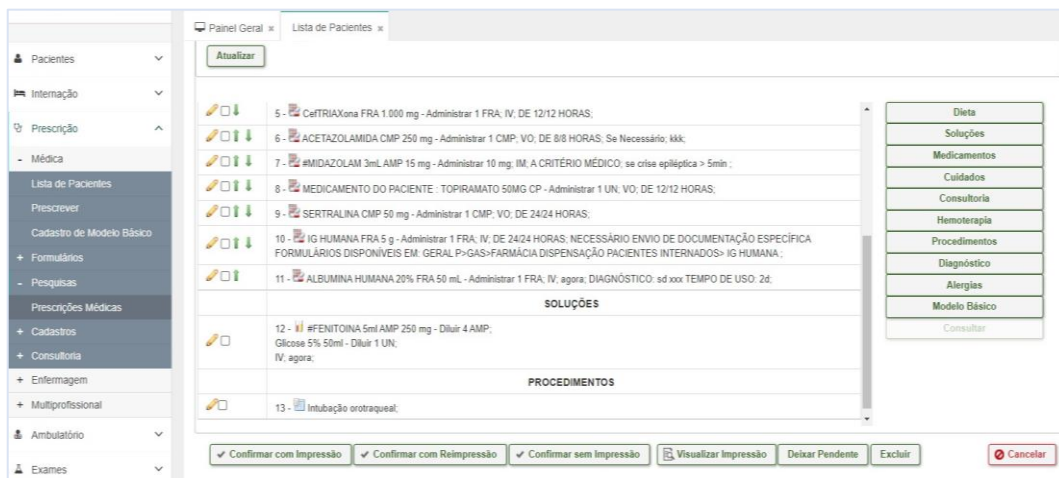 Painel Geral ×
Lista de Pacientes ×
Atualizar
Pacientes
Internação
Prescrição
- Médica
Lista de Pacientes
Prescrever
Cadastro de Modelo Básico
+ Formulários
- Pesquisas
Prescrições Médicas
+ Cadastros
+ Consultoria
+ Enfermagem
+ Multiprofissional
Ambulatório
Exames
5 - CefTRIAXona FRA 1.000 mg - Administrar 1 FRA; IV; DE 12/12 HORAS;
6 - ACETAZOLAMIDA CMP 250 mg - Administrar 1 CMP; VO; DE 8/8 HORAS; Se Necessário; kkk;
7 - #MIDAZOLAM 3mL AMP 15 mg - Administrar 10 mg; IM; A CRITÉRIO MÉDICO; se crise epiléptica > 5min ;
8 - MEDICAMENTO DO PACIENTE : TOPIRAMATO 50MG CP - Administrar 1 UN; VO; DE 12/12 HORAS;
9 - SERTRALINA CMP 50 mg - Administrar 1 CMP; VO; DE 24/24 HORAS;
10 - IG HUMANA FRA 5 g - Administrar 1 FRA; IV; DE 24/24 HORAS; NECESSÁRIO ENVIO DE DOCUMENTAÇÃO ESPECÍFICA
FORMULÁRIOS DISPONÍVEIS EM: GERAL P>GAS>FARMÁCIA DISPENSAÇÃO PACIENTES INTERNADOS> IG HUMANA ;
11 - ALBUMINA HUMANA 20% FRA 50 mL - Administrar 1 FRA; IV; agora; DIAGNÓSTICO: sd xxx TEMPO DE USO: 2d;
SOLUÇÕES
12 - #FENITOINA 5ml AMP 250 mg - Diluir 4 AMP;
Glicose 5% 50ml - Diluir 1 UN;
IV; agora;
PROCEDIMENTOS
13 - Intubação orotraqueal;
Dieta
Soluções
Medicamentos
Cuidados
Consultoria
Hemoterapia
Procedimentos
Diagnóstico
Alergias
Modelo Básico
Consultar
Confirmar com Impressão
Confirmar com Reimpressão
Confirmar sem Impressão
Visualizar Impressão
Deixar Pendente
Excluir
Cancelar